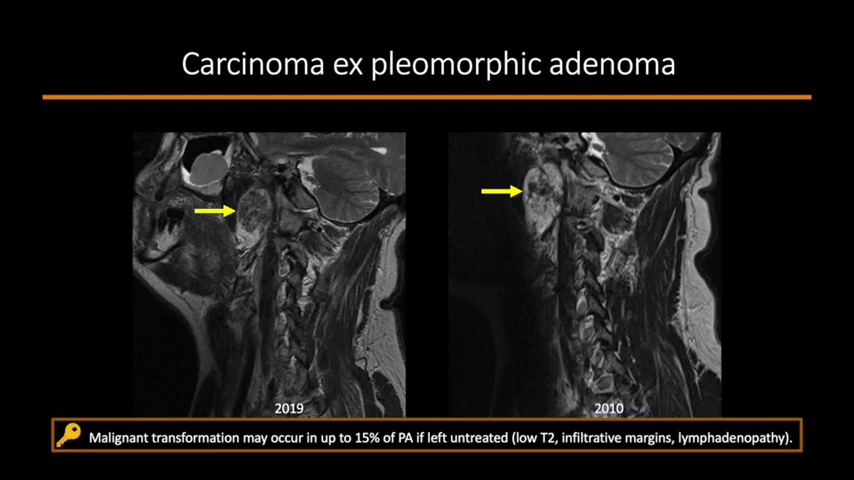 Carcinoma ex pleomorphic adenoma
2019
2010
Malignant transformation may occur in up to 15% of PA if left untreated (low T2, infiltrative margins, lymphadenopathy).